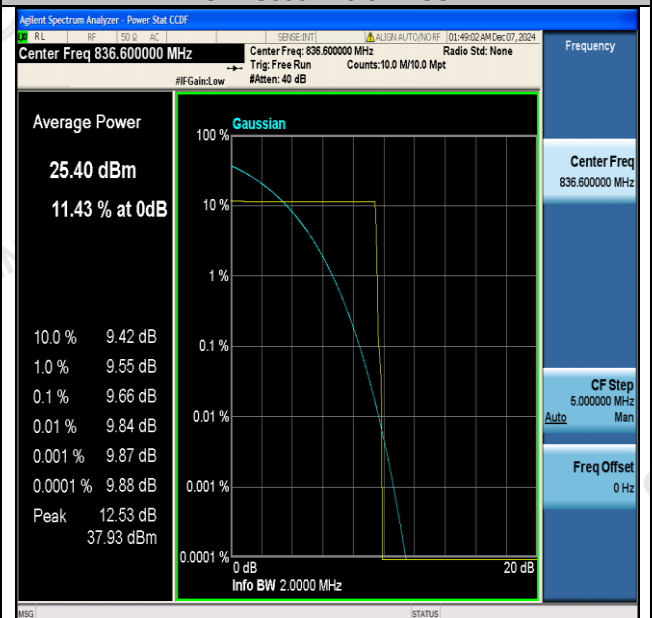 Agilent Spectrum Analyzer - Power Stat CCDF
RL RF 50 Ω AC SENSE:INT ALIGN AUTO/NO RF 01:49:02 AM Dec 07, 2024
Center Freq 836.600000 MHz
Center Freq: 836.600000 MHz Radio Std: None
Trig: Free Run Counts:10.0 M/10.0 Mpt
#IFGain:Low #Atten: 40 dB
Frequency
Average Power
25.40 dBm
11.43 % at 0dB
10.0 % 9.42 dB
1.0 % 9.55 dB
0.1 % 9.66 dB
0.01 % 9.84 dB
0.001 % 9.87 dB
0.0001 % 9.88 dB
Peak 12.53 dB
37.93 dBm
Gaussian
100 %
10 %
1 %
0.1 %
0.01 %
0.001 %
0.0001 %
0 dB 20 dB
Info BW 2.0000 MHz
Center Freq
836.600000 MHz
CF Step
5.000000 MHz
Auto Man
Freq Offset
0 Hz
MSG STATUS